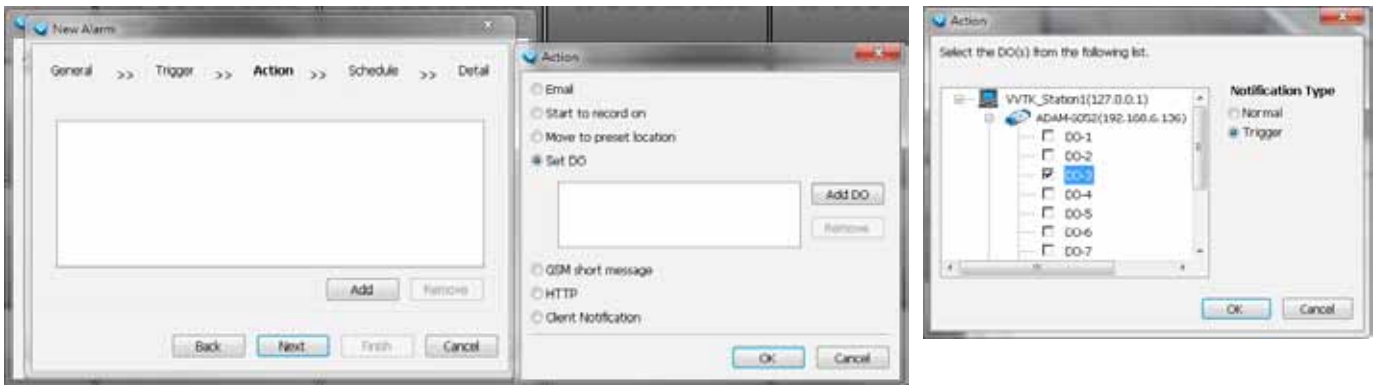 New Alarm
General >> Trigger >> Action >> Schedule >> Detail
Add Remove
Back Next Finish Cancel
Action
Email
Start to record on
Move to preset location
Set DO
Add DO
Remove
GSM short message
HTTP
Client Notification
OK Cancel
Action
Select the DO(s) from the following list.
VVTK_Station1(127.0.0.1)
ADAM-6052(192.168.6.136)
DO-1
DO-2
DO-3
DO-4
DO-5
DO-6
DO-7
Notification Type
Normal
Trigger
OK Cancel